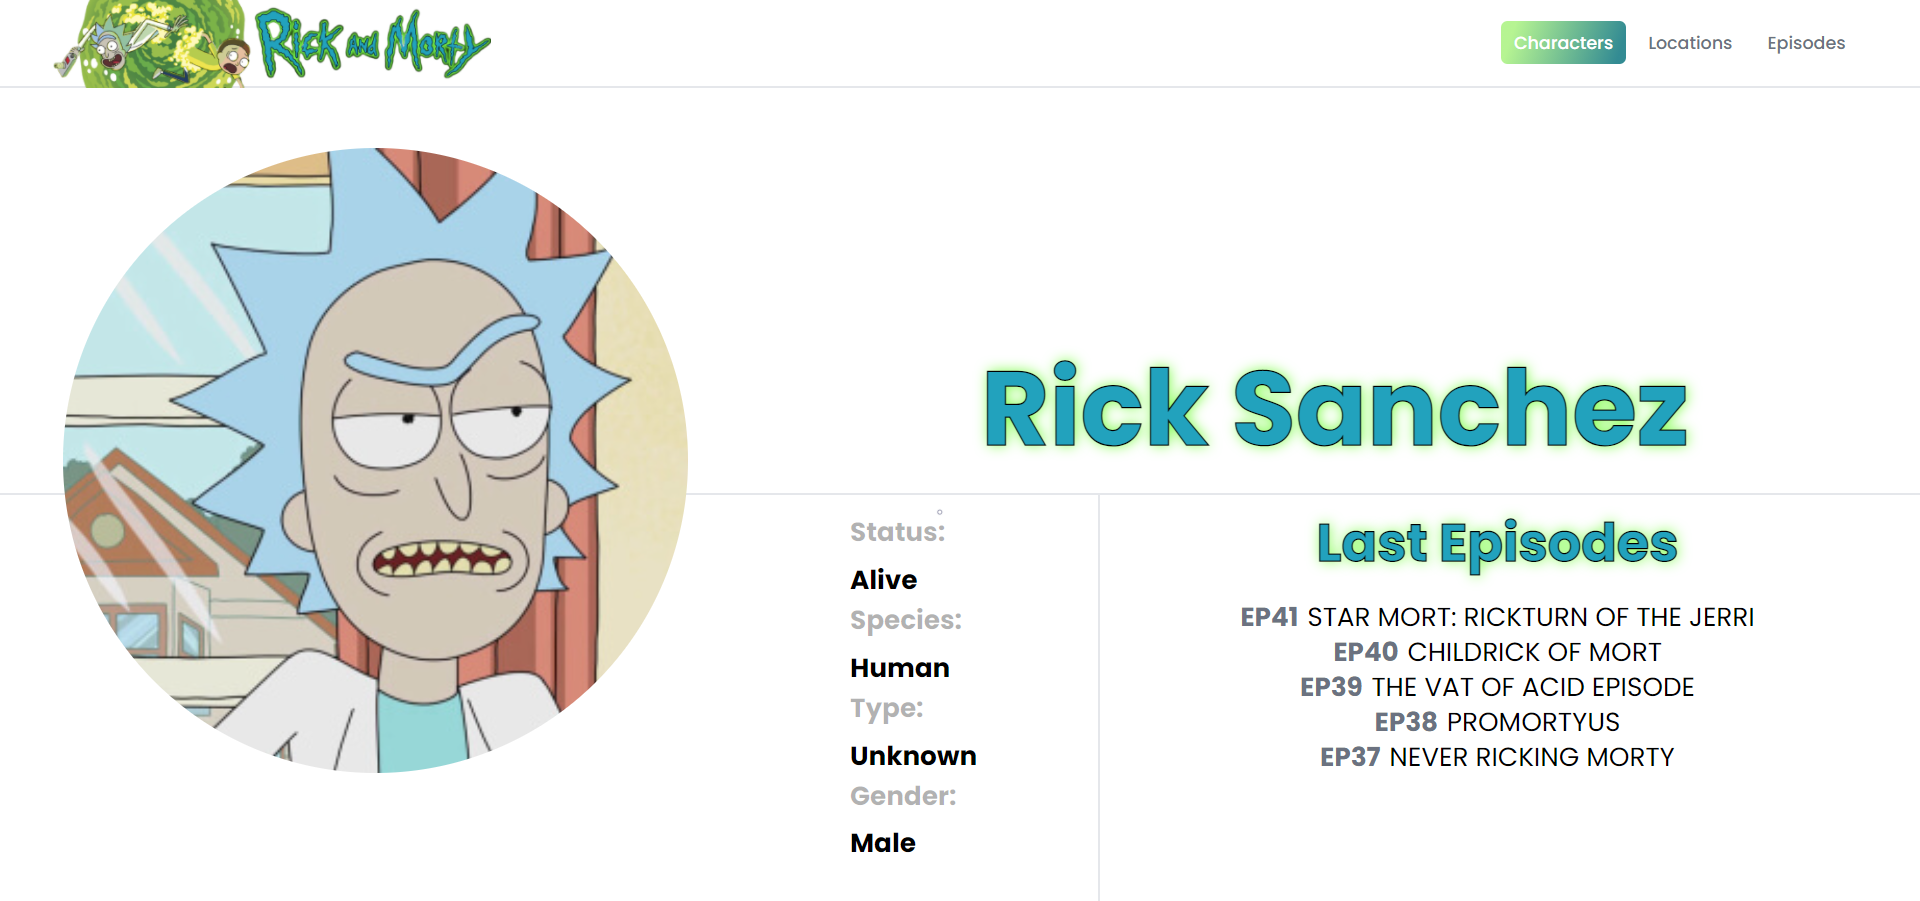 Rick and Morty
Characters
Locations
Episodes
Rick Sanchez
Status:
Alive
Species:
Human
Type:
Unknown
Gender:
Male
Last Episodes
EP41 STAR MORT: RICKTURN OF THE JERRI
EP40 CHILDRICK OF MORT
EP39 THE VAT OF ACID EPISODE
EP38 PROMORTYUS
EP37 NEVER RICKING MORTY